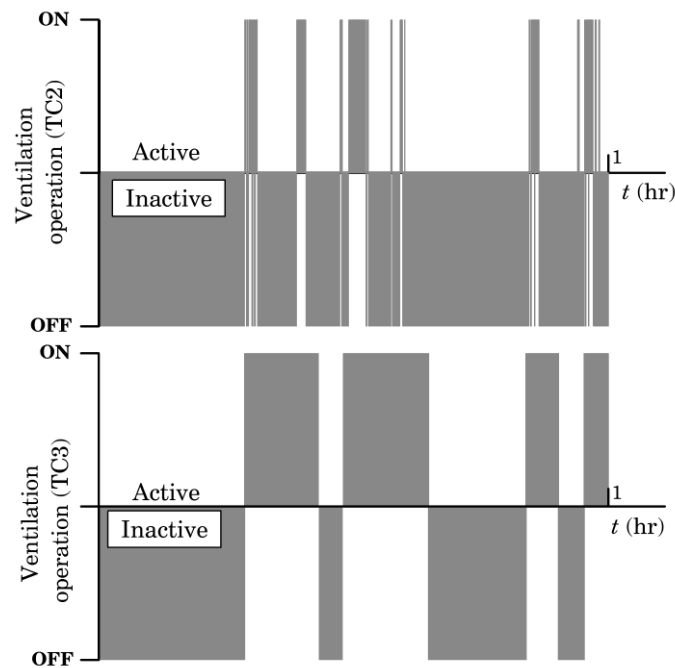 ON
Ventilation
operation (TC2)
Active
Inactive
1
t (hr)
OFF
ON
Ventilation
operation (TC3)
Active
Inactive
1
t (hr)
OFF